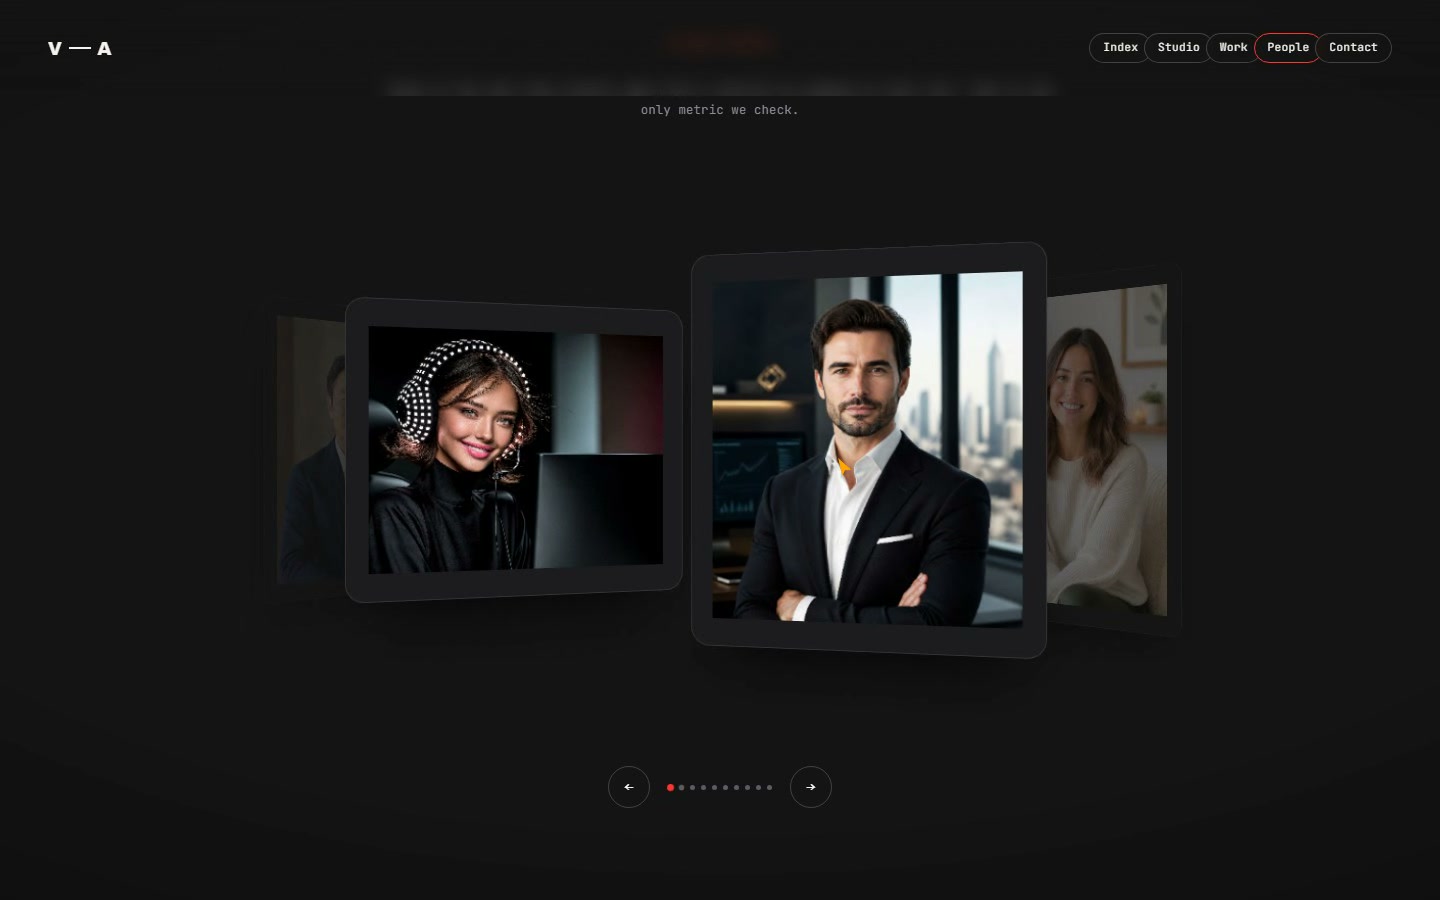 V — A
Index
Studio
Work
People
Contact
only metric we check.